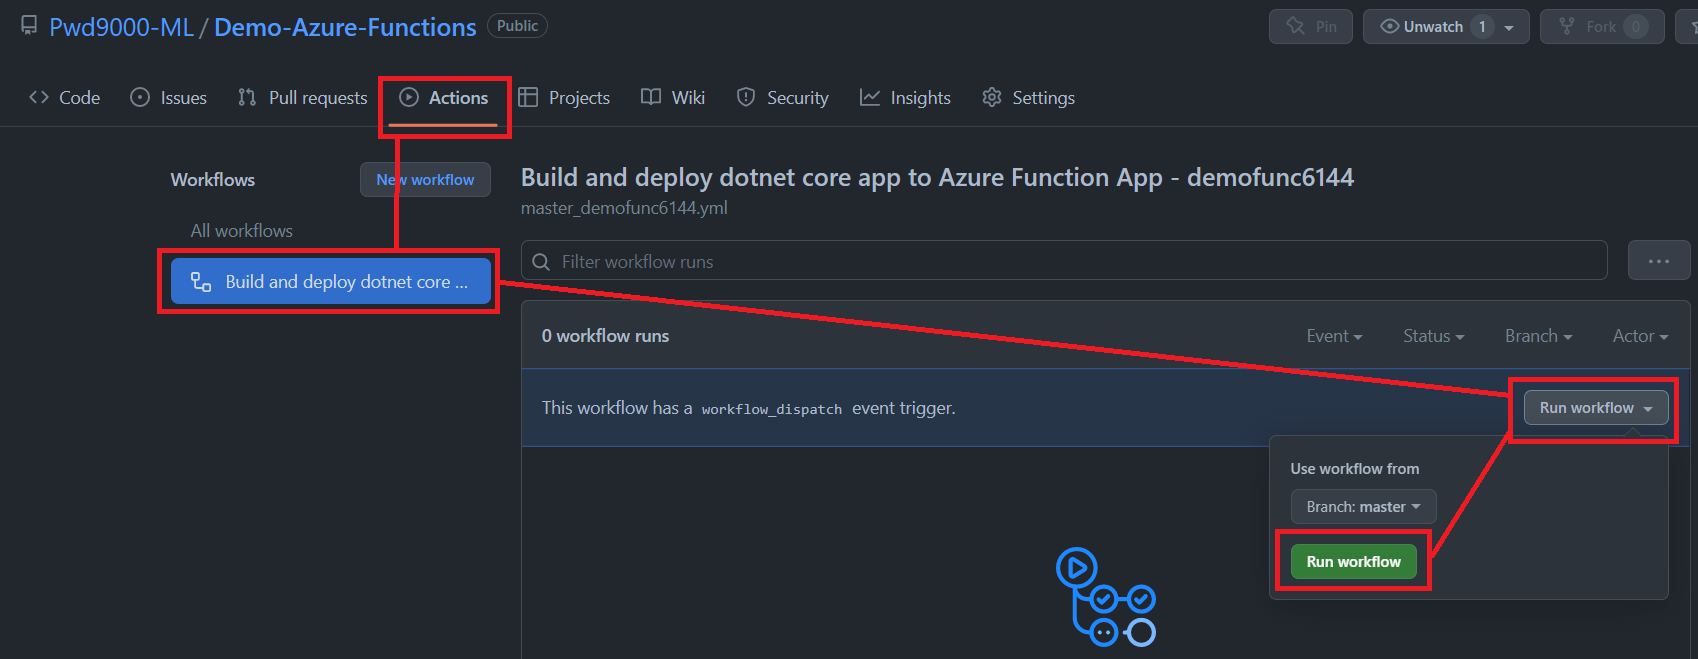 Pwd9000-ML / Demo-Azure-Functions Public Pin Unwatch 1 Fork 0
Code Issues Pull requests Actions Projects Wiki Security Insights Settings
Workflows New workflow
All workflows
Build and deploy dotnet core ...
Build and deploy dotnet core app to Azure Function App - demofunc6144
master_demofunc6144.yml
Filter workflow runs
0 workflow runs Event Status Branch Actor
This workflow has a workflow_dispatch event trigger. Run workflow
Use workflow from
Branch: master
Run workflow